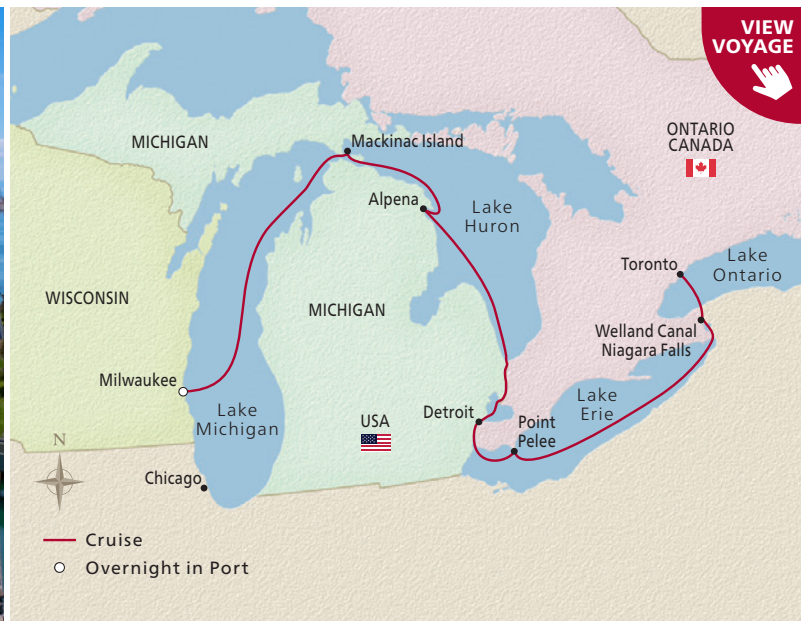 VIEW
VOYAGE
MICHIGAN
Mackinac Island
ONTARIO
CANADA
Alpena
Lake
Huron
Toronto
Lake
Ontario
WISCONSIN
MICHIGAN
Welland Canal
Niagara Falls
Milwaukee
Lake
Michigan
USA
Detroit
Point
Pelee
Lake
Erie
N
Chicago
Cruise
Overnight in Port